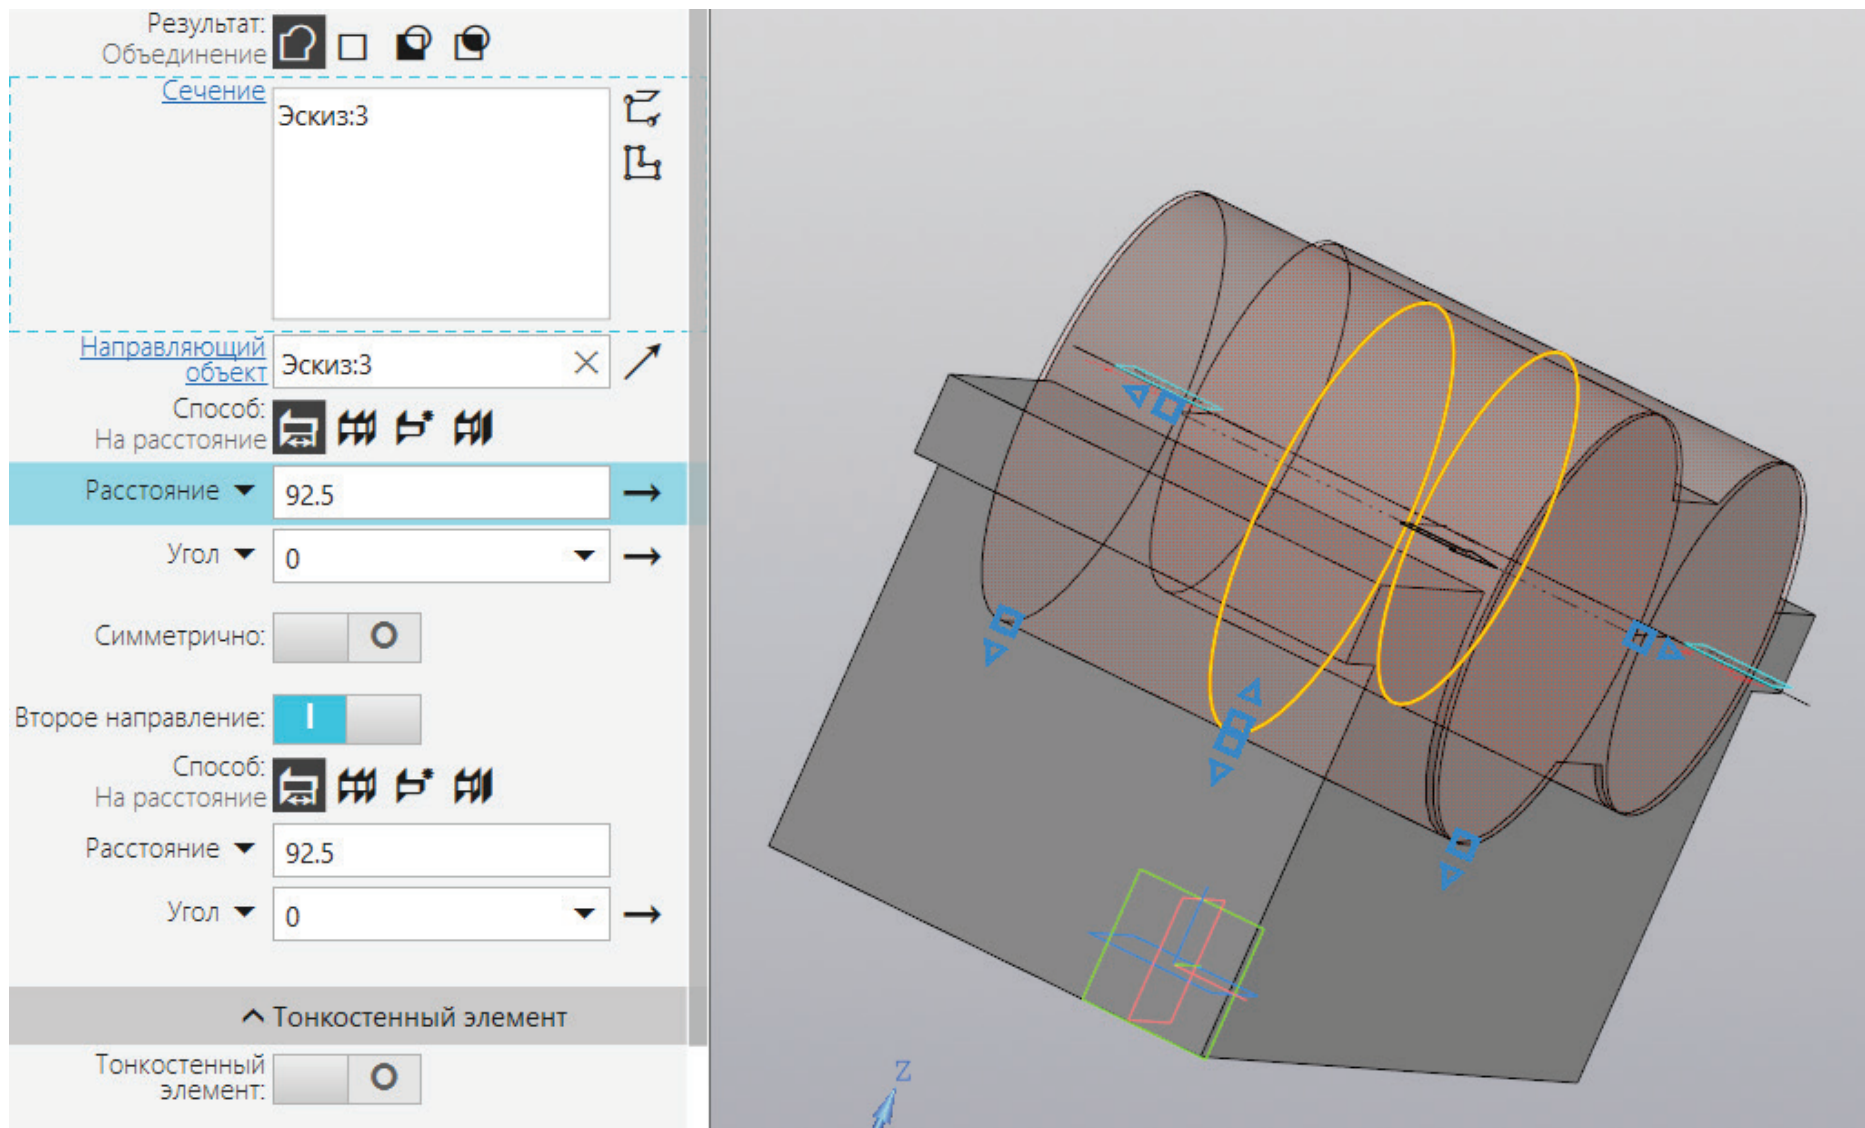 Результат:
Объединение
Сечение
Эскиз:3
Направляющий
объект
Эскиз:3
Способ:
На расстояние
Расстояние
92.5
Угол
0
Симметрично:
Второе направление:
Способ:
На расстояние
Расстояние
92.5
Угол
0
Тонкостенный элемент
Тонкостенный
элемент:
Z